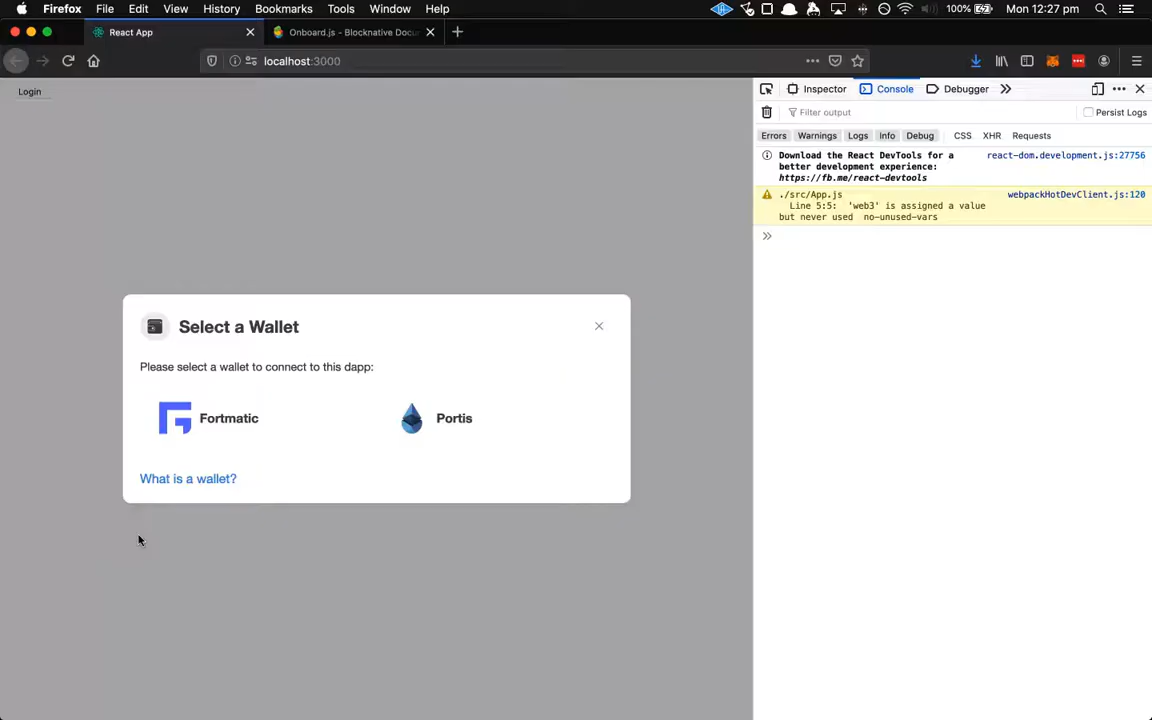 Firefox File Edit View History Bookmarks Tools Window Help 100% Mon 12:27 pm
React App Onboard.js - Blocknative Docu
localhost:3000
Login
Inspector Console Debugger
Filter output Persist Logs
Errors Warnings Logs Info Debug CSS XHR Requests
Download the React DevTools for a react-dom.development.js:27756
better development experience:
https://fb.me/react-devtools
./src/App.js webpackHotDevClient.js:120
Line 5:5: 'web3' is assigned a value
but never used no-unused-vars
Select a Wallet
Please select a wallet to connect to this dapp:
Fortmatic Portis
What is a wallet?